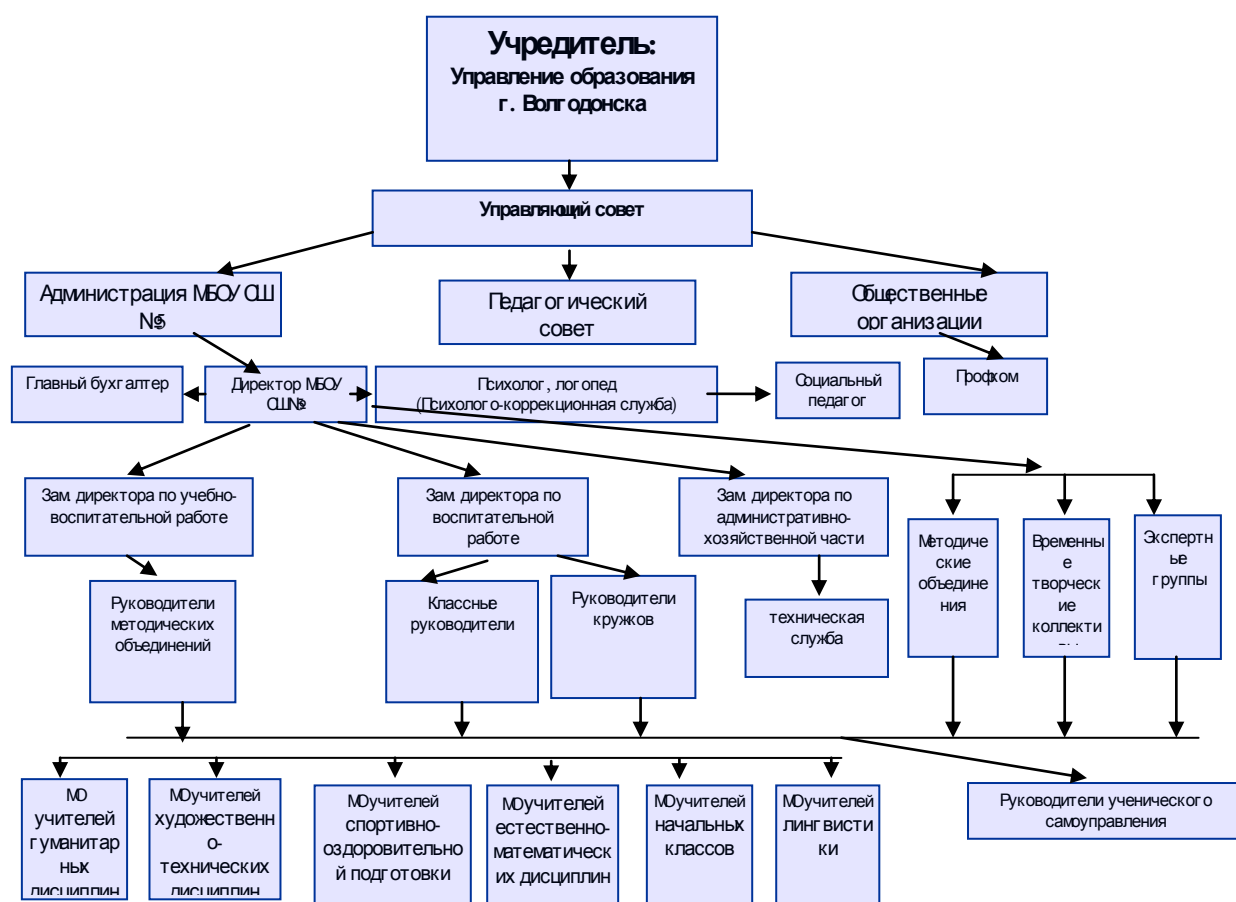 Учредитель:
Управление образования
г. Волгодонска
Управляющий совет
Администрация МБОУ СШ
№5
Педагогический
совет
Общественные
организации
Главный бухгалтер
Директор МБОУ
СШ№5
Психолог, логопед
(Психолого-коррекционная служба)
Социальный
педагог
Профком
Зам. директора по учебно-
воспитательной работе
Зам. директора по
воспитательной
работе
Зам. директора по
административно-
хозяйственной части
Методиче
ские
объедине
ния
Временны
е
творческ
ие
коллекти
Экспертн
ые
группы
Руководители
методических
объединений
Классные
руководители
Руководители
кружков
техническая
служба
МО
учителей
гуманитар
ных
дисциплин
МО учителей
художественн
о-
технических
дисциплин
МО учителей
спортивно-
оздоровительно
й подготовки
МО учителей
естественно-
математическ
их дисциплин
МО учителей
начальных
классов
МО учителей
лингвисти
ки
Руководители ученического
самоуправления